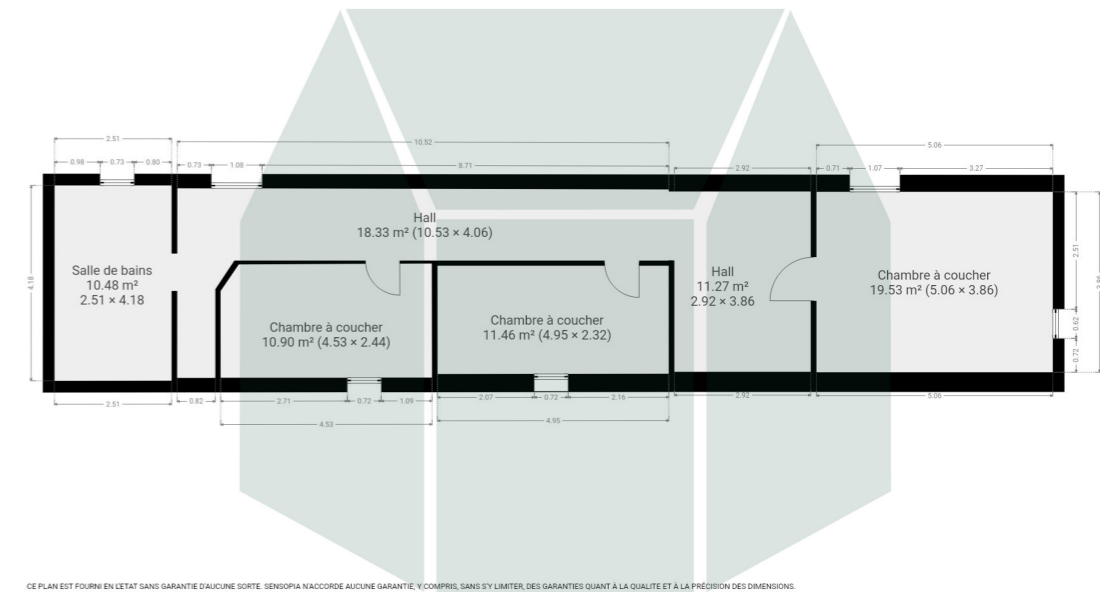 2.51
10.52
5.06
0.98
0.73
0.80
0.73
1.08
8.71
2.92
0.71
1.07
3.27
Hall
18.33 m² (10.53 × 4.06)
Salle de bains
10.48 m²
2.51 × 4.18
Hall
11.27 m²
2.92 × 3.86
Chambre à coucher
19.53 m² (5.06 × 3.86)
Chambre à coucher
10.90 m² (4.53 × 2.44)
Chambre à coucher
11.46 m² (4.95 × 2.32)
4.18
2.51
0.62
0.72
2.51
0.82
2.71
0.72
1.09
2.07
0.72
2.16
2.92
5.06
4.53
4.95
CE PLAN EST FOURNI EN L'ETAT SANS GARANTIE D'AUCUNE SORTE. SENSOPIA N'ACCORDE AUCUNE GARANTIE, Y COMPRIS, SANS S'Y LIMITER, DES GARANTIES QUANT À LA QUALITE ET À LA PRÉCISION DES DIMENSIONS.